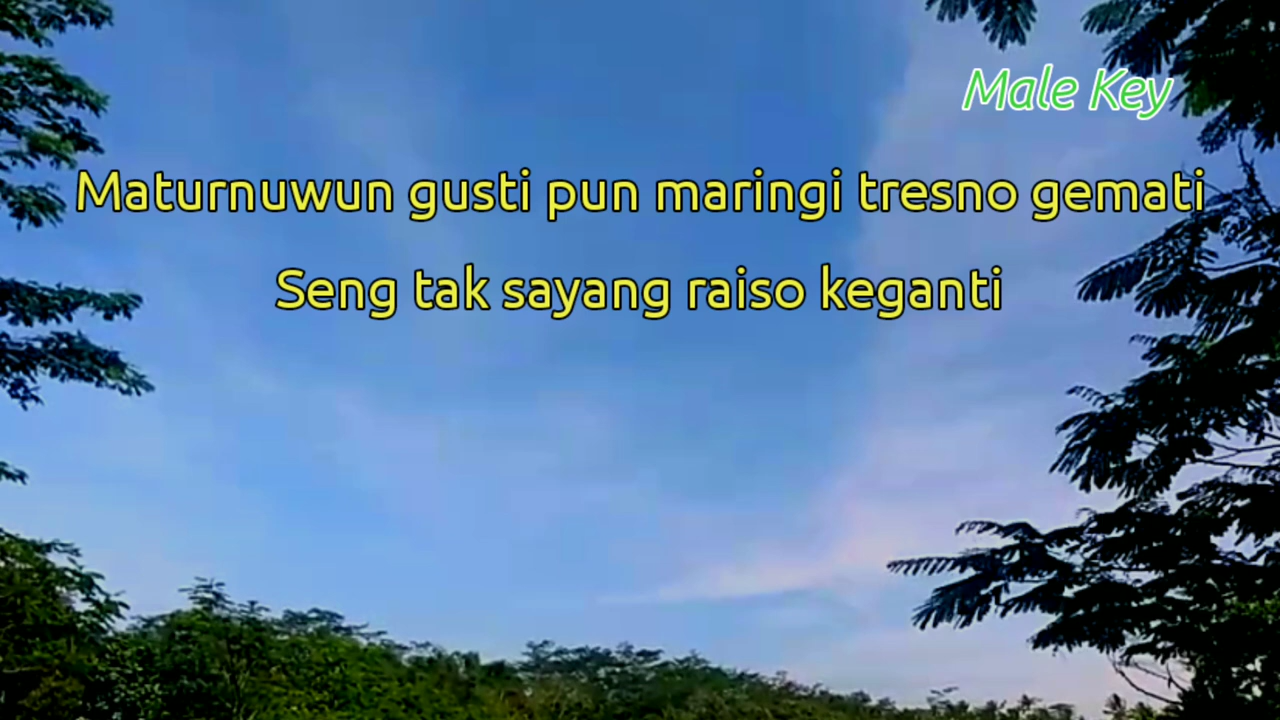 Male Key
Maturnuwun gusti pun maringi tresno gemati
Seng tak sayang raiso keganti